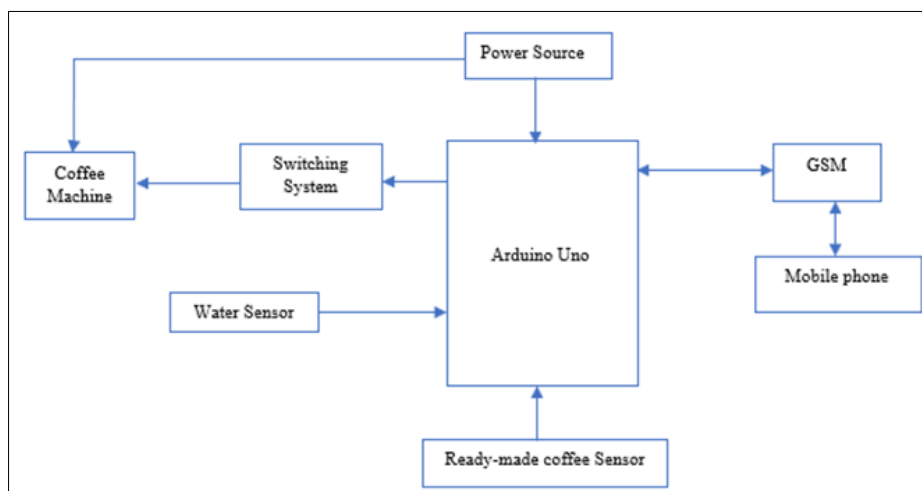 Power Source
Coffee
Machine
Switching
System
GSM
Arduino Uno
Mobile phone
Water Sensor
Ready-made coffee Sensor